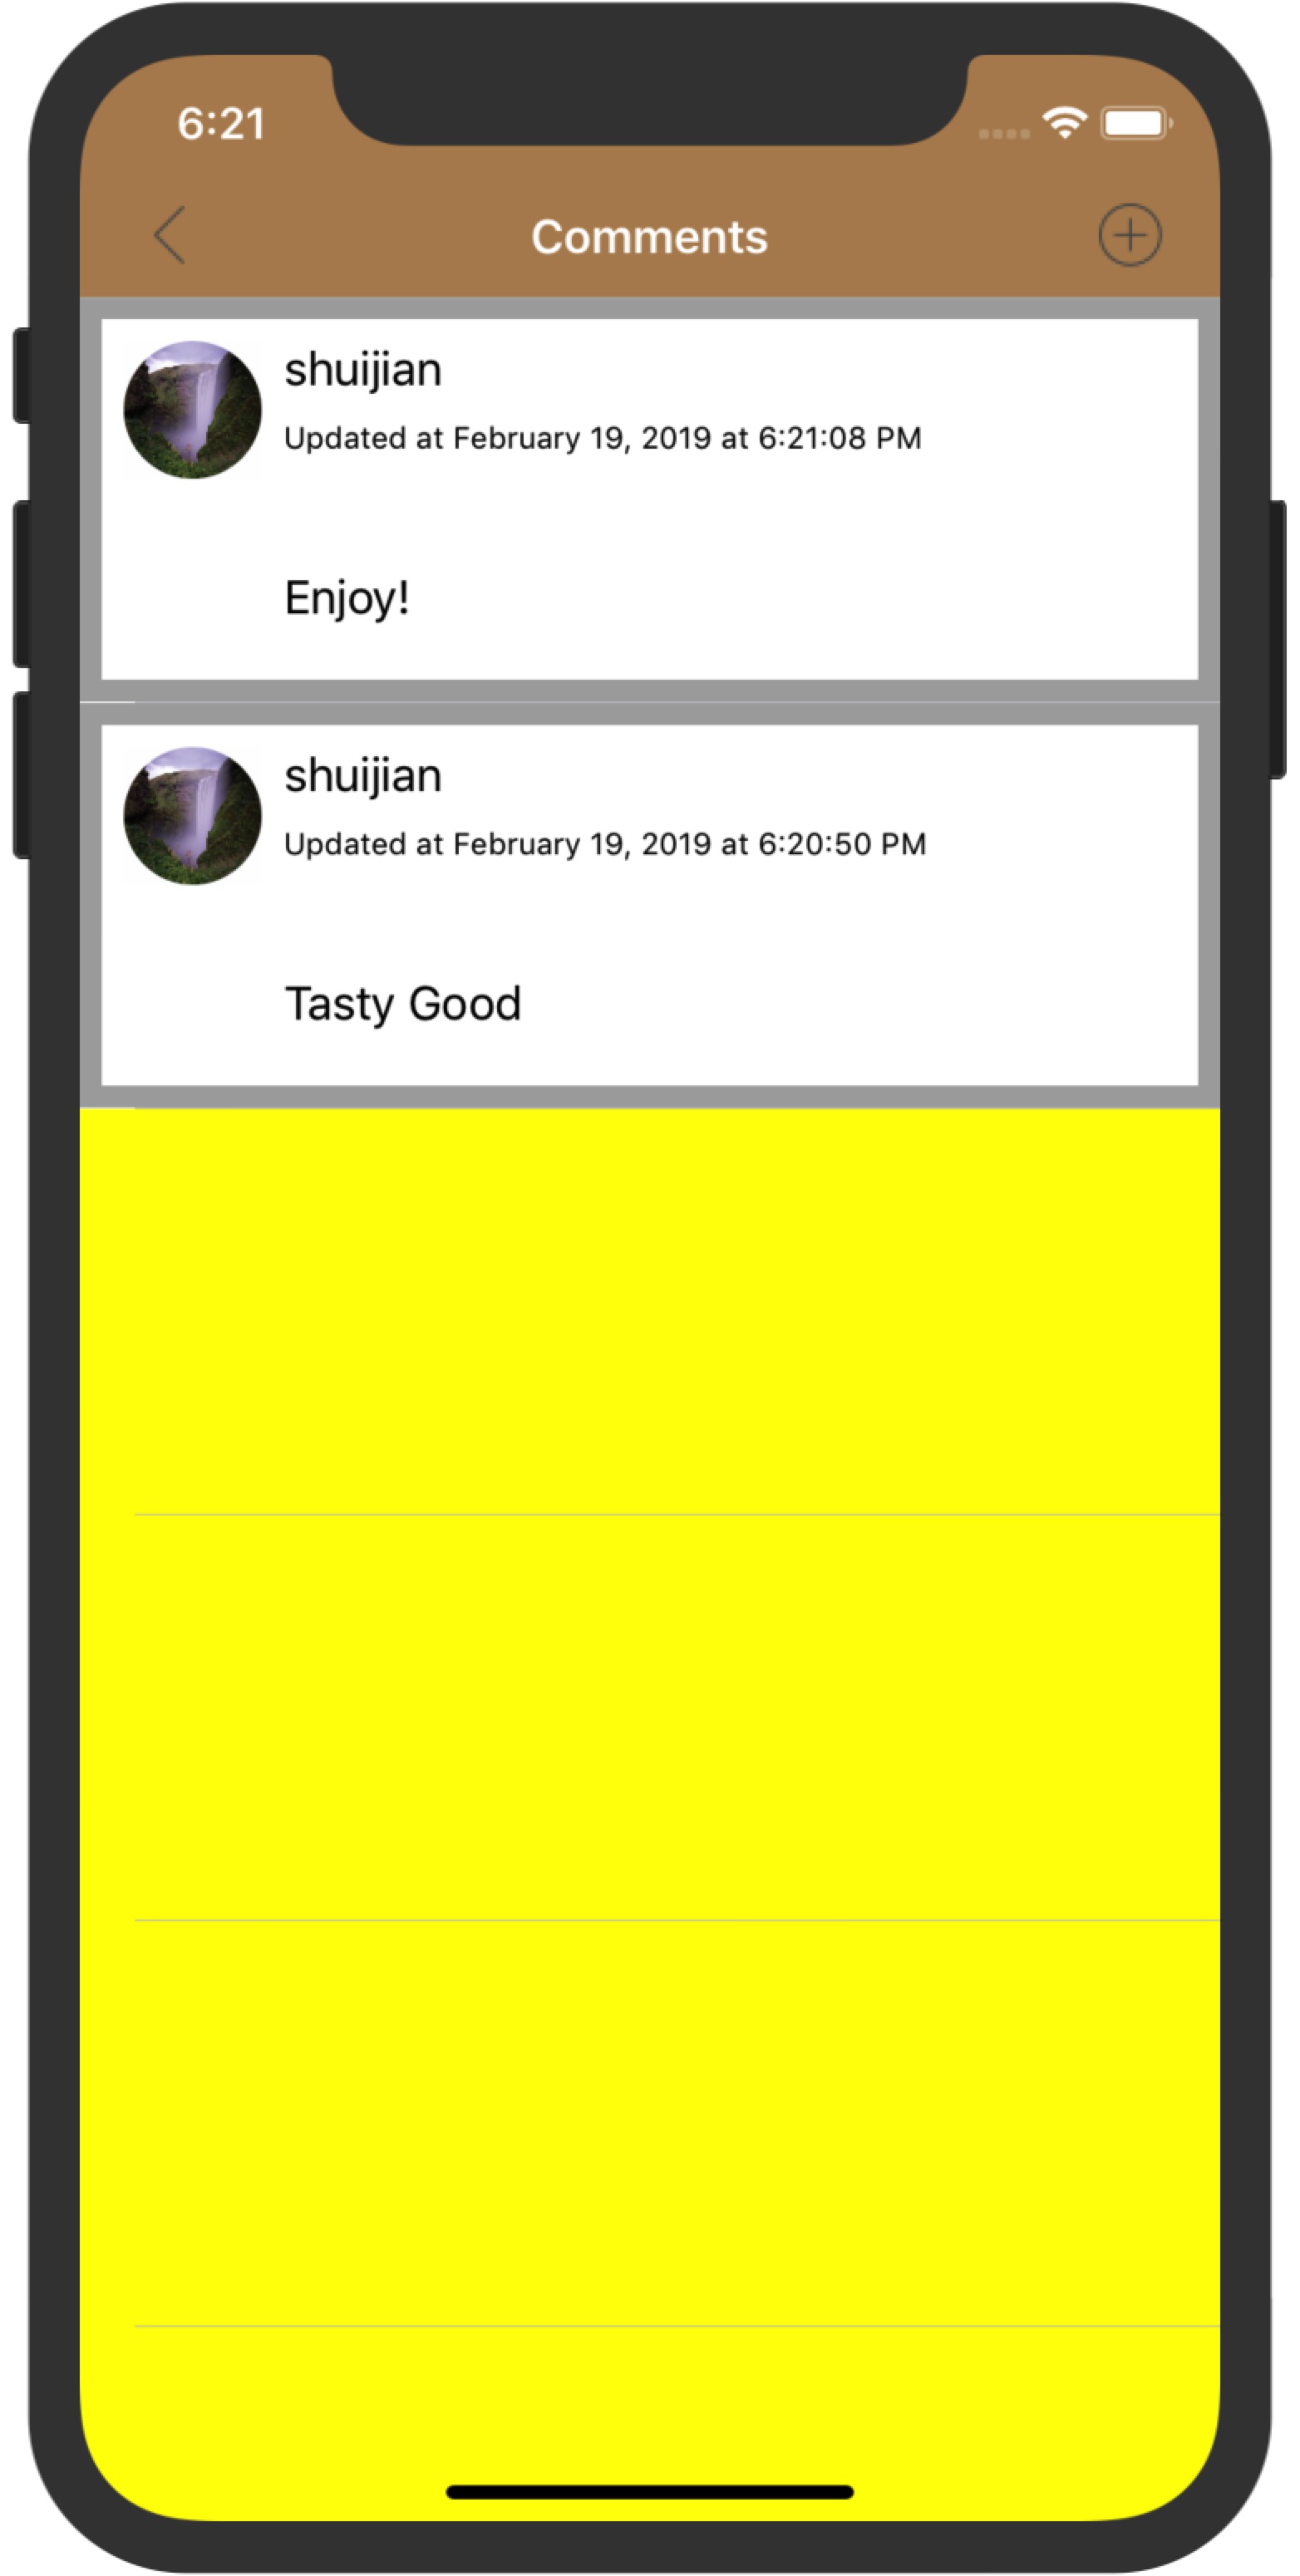 6:21
Comments
shuijian
Updated at February 19, 2019 at 6:21:08 PM
Enjoy!
shuijian
Updated at February 19, 2019 at 6:20:50 PM
Tasty Good